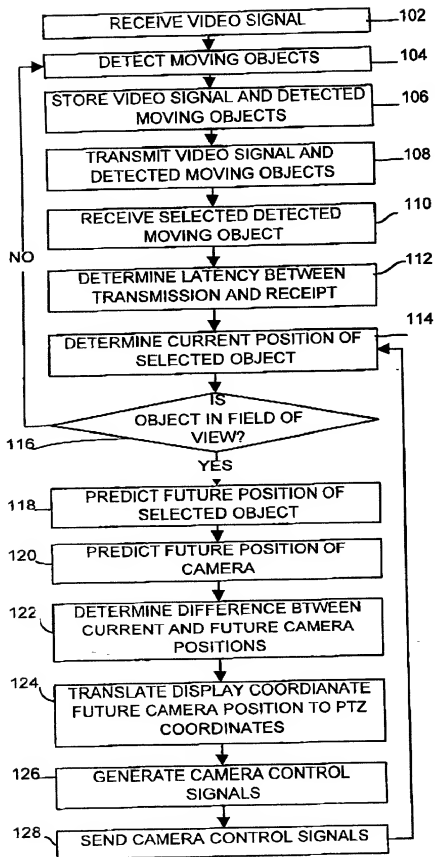 RECEIVE VIDEO SIGNAL
102
DETECT MOVING OBJECTS
104
STORE VIDEO SIGNAL AND DETECTED
MOVING OBJECTS
106
TRANSMIT VIDEO SIGNAL AND
DETECTED MOVING OBJECTS
108
RECEIVE SELECTED DETECTED
MOVING OBJECT
110
NO
DETERMINE LATENCY BETWEEN
TRANSMISSION AND RECEIPT
112
DETERMINE CURRENT POSITION OF
SELECTED OBJECT
114
IS
OBJECT IN FIELD OF
VIEW?
116
YES
118
PREDICT FUTURE POSITION OF
SELECTED OBJECT
120
PREDICT FUTURE POSITION OF
CAMERA
122
DETERMINE DIFFERENCE BTWEEN
CURRENT AND FUTURE CAMERA
POSITIONS
124
TRANSLATE DISPLAY COORDIANATE
FUTURE CAMERA POSITION TO PTZ
COORDINATES
126
GENERATE CAMERA CONTROL
SIGNALS
128
SEND CAMERA CONTROL SIGNALS